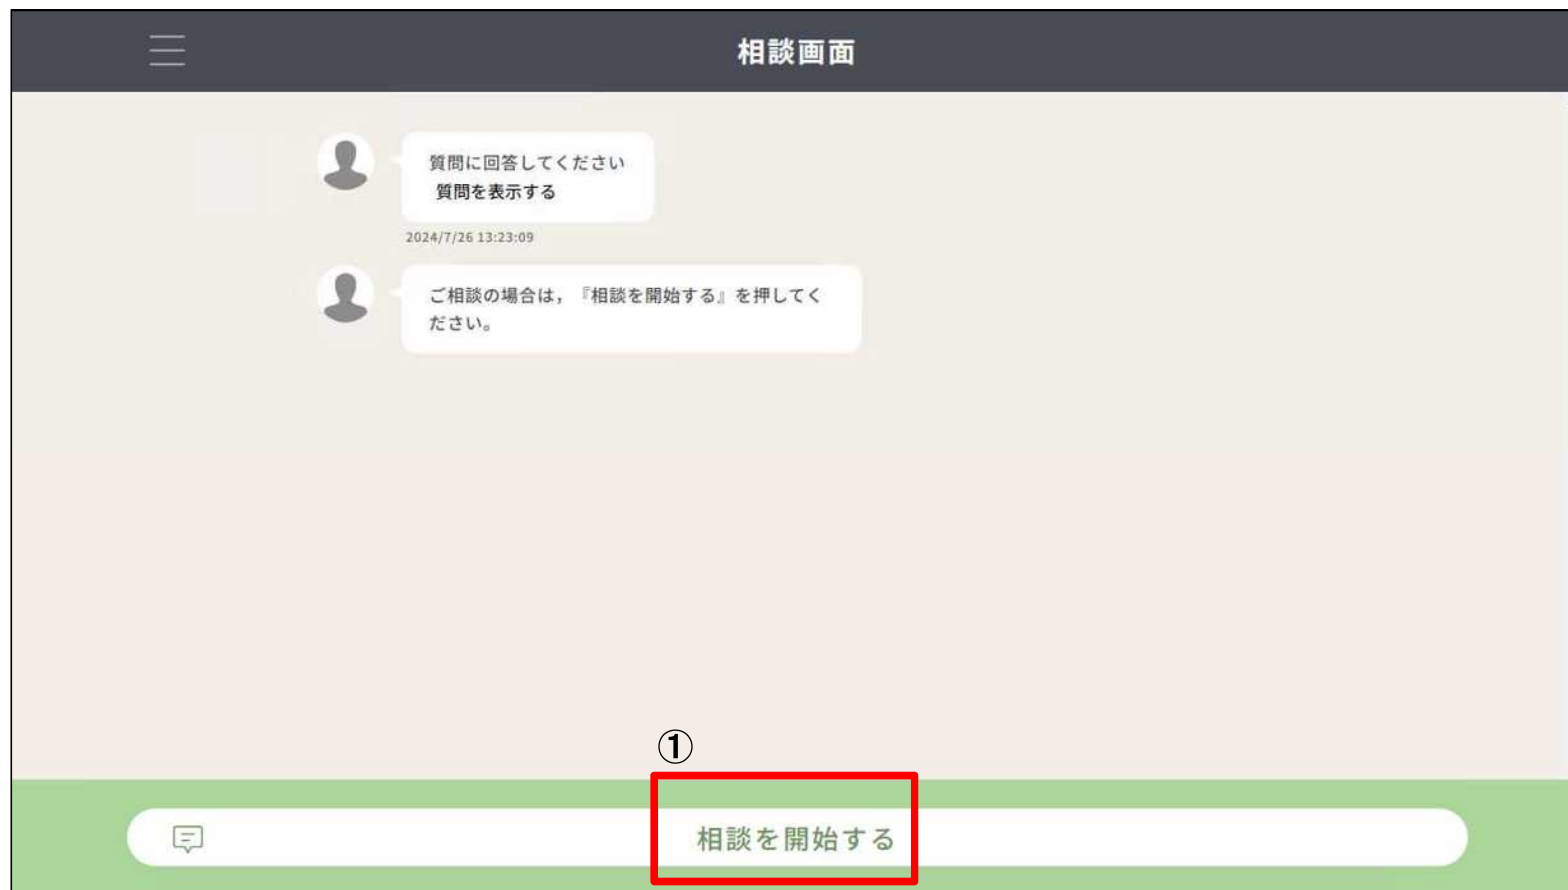 相談画面
質問に回答してください
質問を表示する
2024/7/26 13:23:09
ご相談の場合は，『相談を開始する』を押してく
ださい。
①
相談を開始する